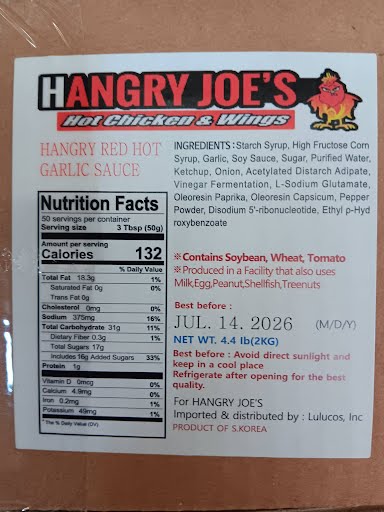 HANGRY JOE'S
Hot Chicken & Wings
HANGRY RED HOT
GARLIC SAUCE
Nutrition Facts
50 servings per container
Serving size 3 Tbsp (50g)
Amount per serving
Calories 132
% Daily Value
Total Fat 18.3g 1%
Saturated Fat 0g 0%
Trans Fat 0g
Cholesterol 0mg 0%
Sodium 375mg 16%
Total Carbohydrate 31g 11%
Dietary Fiber 0.3g 1%
Total Sugars 17g
Includes 16g Added Sugars 33%
Protein 1g 1%
Vitamin D 0mcg 0%
Calcium 4.9mg 0%
Iron 0.2mg 1%
Potassium 49mg 1%
* The % Daily Value (DV)
INGREDIENTS : Starch Syrup, High Fructose Corn
Syrup, Garlic, Soy Sauce, Sugar, Purified Water,
Ketchup, Onion, Acetylated Distarch Adipate,
Vinegar Fermentation, L-Sodium Glutamate,
Oleoresin Paprika, Oleoresin Capsicum, Pepper
Powder, Disodium 5'-ribonucleotide, Ethyl ρ-Hyd
roxybenzoate
※Contains Soybean, Wheat, Tomato
※Produced in a Facility that also uses
Milk,Egg,Peanut,Shellfish,Treenuts
Best before :
JUL. 14. 2026 (M/D/Y)
NET WT. 4.4 lb(2KG)
Best before : Avoid direct sunlight and
keep in a cool place
Refrigerate after opening for the best
quality.
For HANGRY JOE'S
Imported & distributed by : Lulucos, Inc
PRODUCT OF S.KOREA